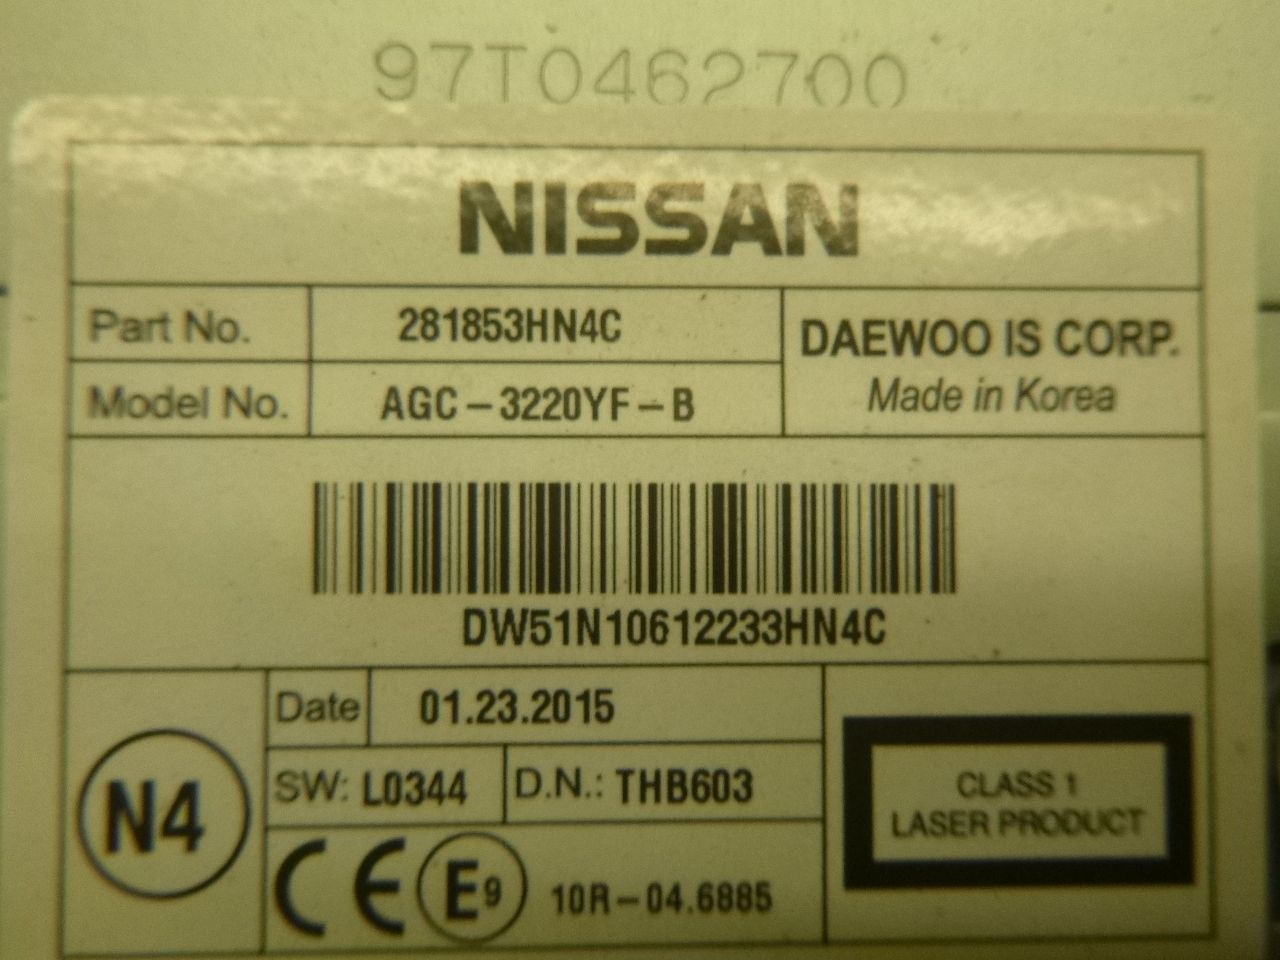 97T0462700
NISSAN
Part No. 281853HN4C
DAEWOO IS CORP.
Model No. AGC-3220YF-B
Made in Korea
DW51N10612233HN4C
N4
Date 01.23.2015
SW: L0344 D.N.: THB603
CE E9 10R-04.6885
CLASS 1
LASER PRODUCT